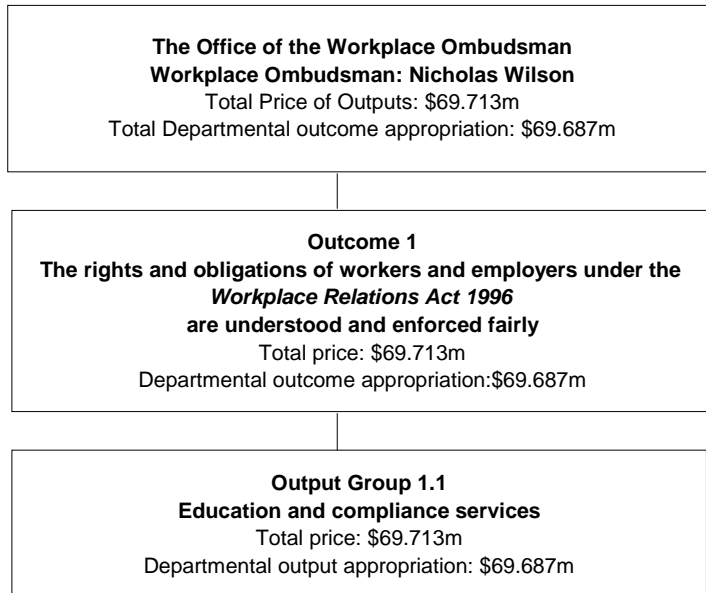 The Office of the Workplace Ombudsman
Workplace Ombudsman: Nicholas Wilson
Total Price of Outputs: $69.713m
Total Departmental outcome appropriation: $69.687m
Outcome 1
The rights and obligations of workers and employers under the
Workplace Relations Act 1996
are understood and enforced fairly
Total price: $69.713m
Departmental outcome appropriation:$69.687m
Output Group 1.1
Education and compliance services
Total price: $69.713m
Departmental output appropriation: $69.687m